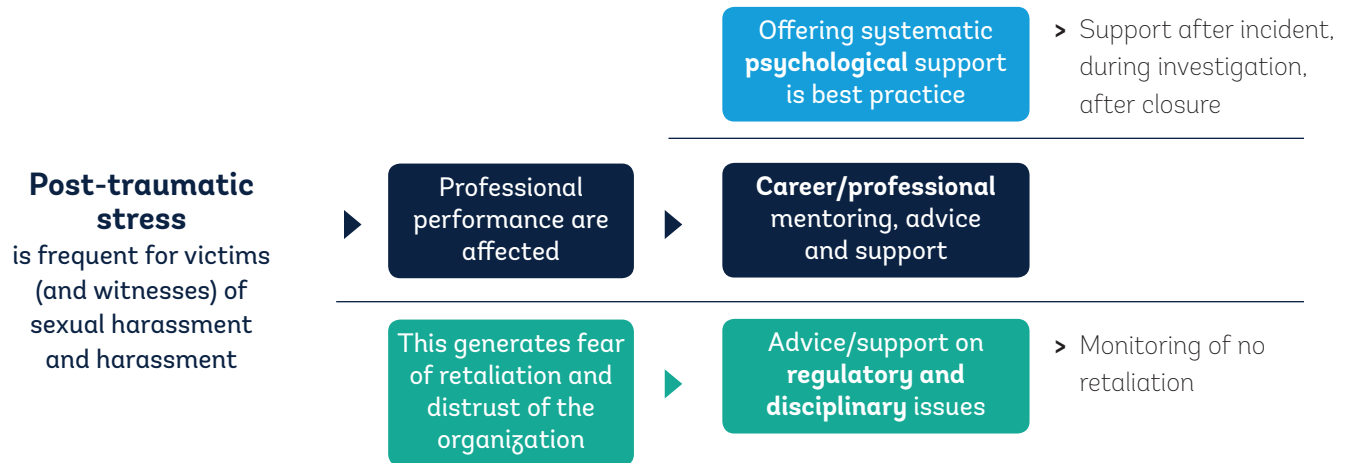 Offering systematic
psychological support
is best practice
> Support after incident,
during investigation,
after closure
Post-traumatic
stress
is frequent for victims
(and witnesses) of
sexual harassment
and harassment
Professional
performance are
affected
Career/professional
mentoring, advice
and support
This generates fear
of retaliation and
distrust of the
organization
Advice/support on
regulatory and
disciplinary issues
> Monitoring of no
retaliation